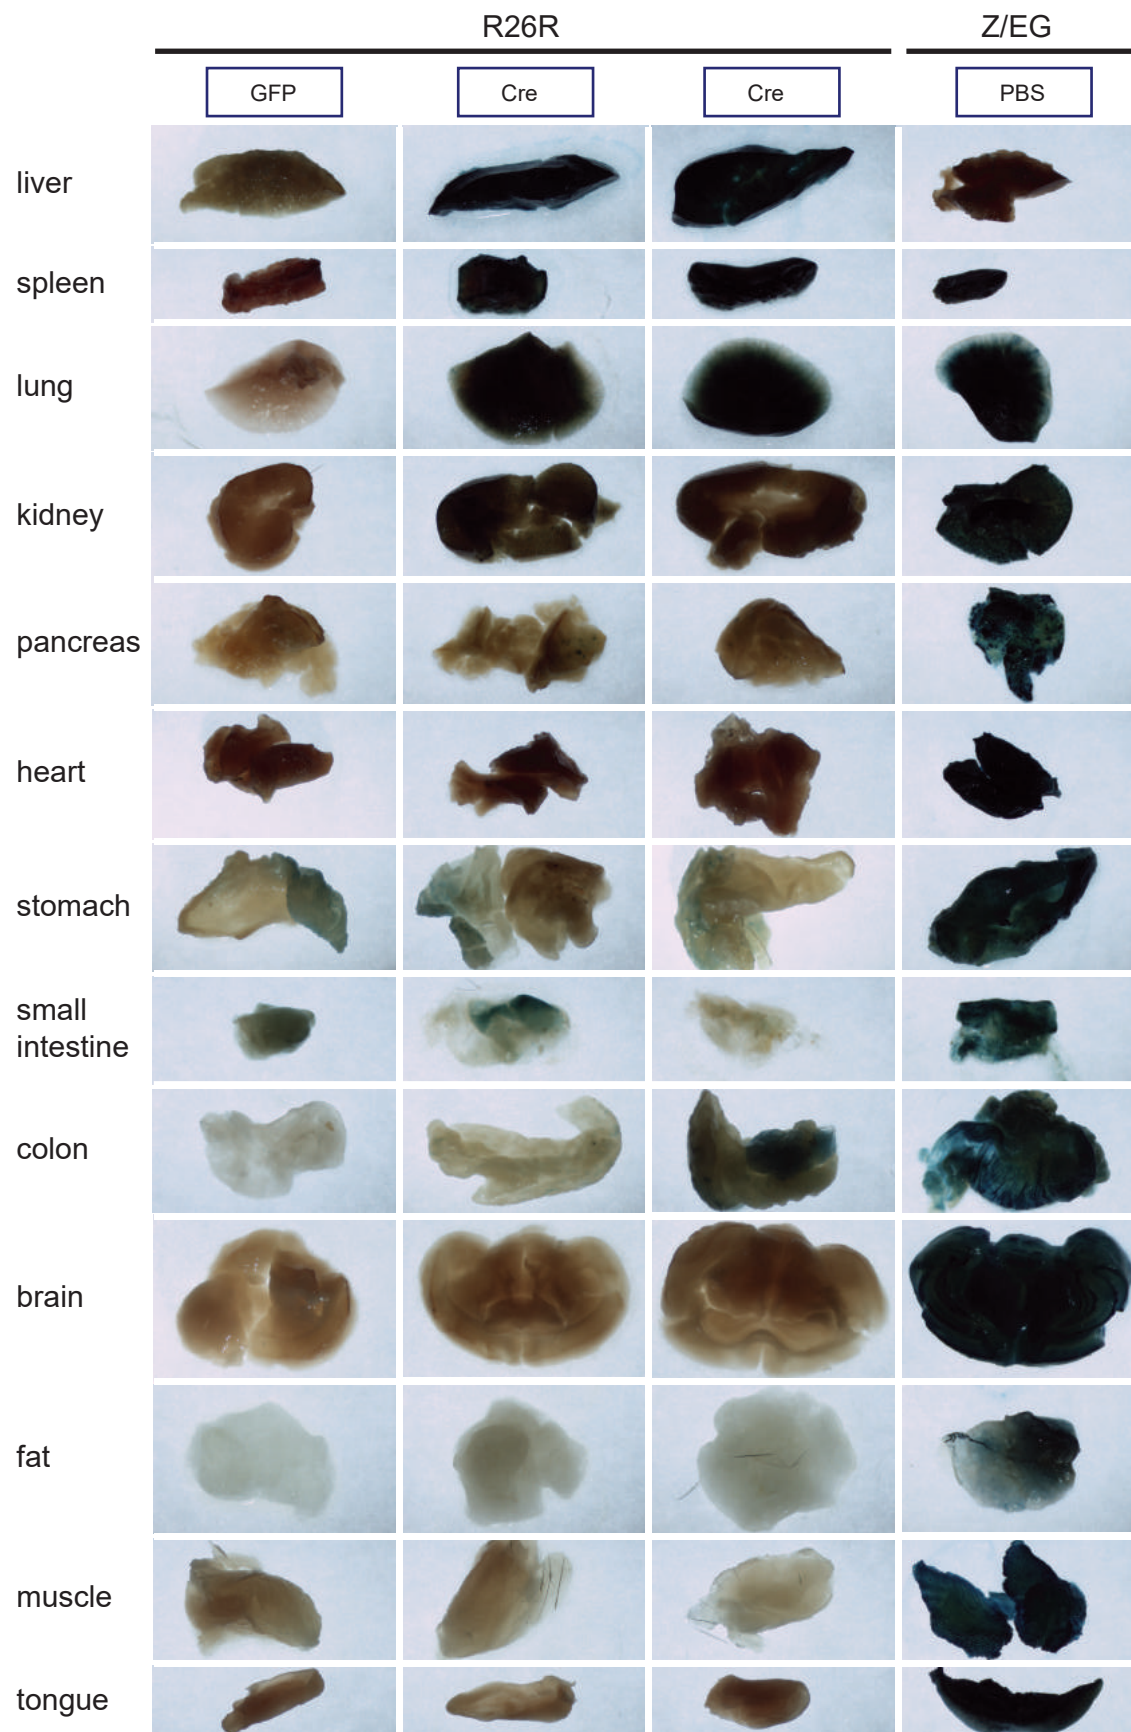 R26R
Z/EG
GFP
Cre
Cre
PBS
liver
spleen
lung
kidney
pancreas
heart
stomach
small
intestine
colon
brain
fat
muscle
tongue